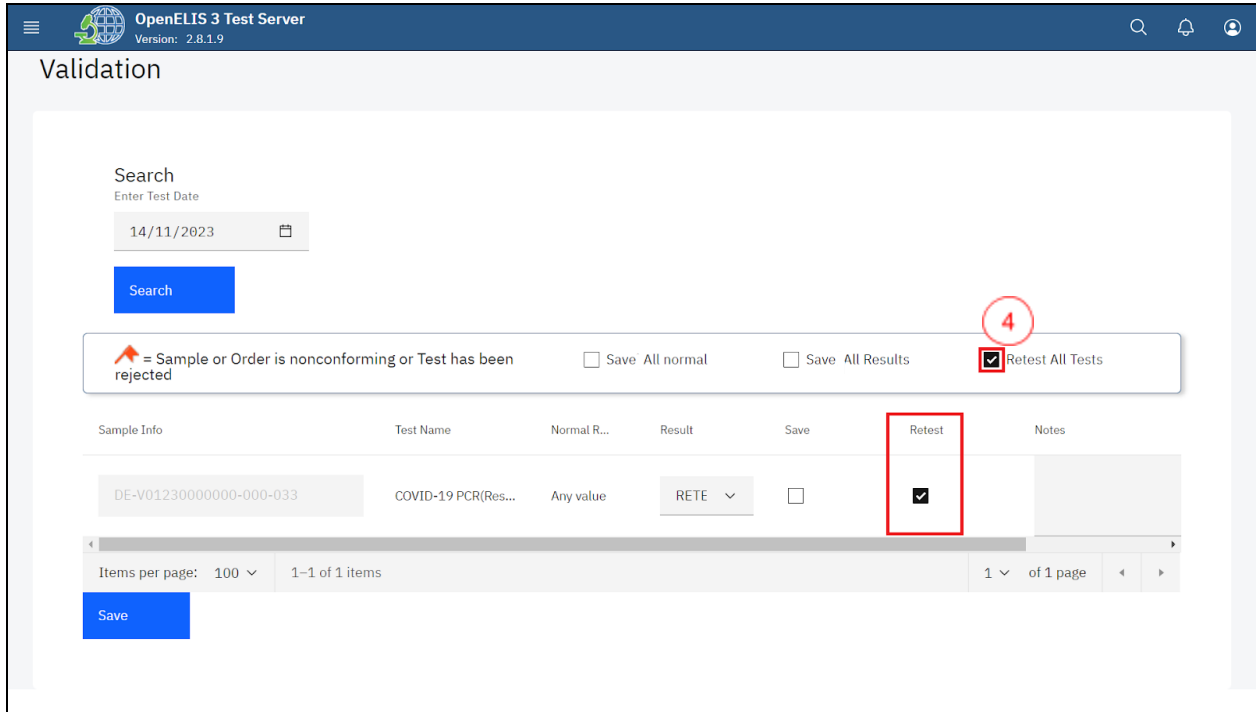 OpenELIS 3 Test Server
Version: 2.8.1.9
Validation
Search
Enter Test Date
14/11/2023
Search
4
= Sample or Order is nonconforming or Test has been
rejected
Save All normal
Save All Results
Retest All Tests
Sample Info Test Name Normal R... Result Save Retest Notes
DE-V01230000000-000-033 COVID-19 PCR(Res... Any value RETE
Items per page: 100 1–1 of 1 items 1 of 1 page
Save